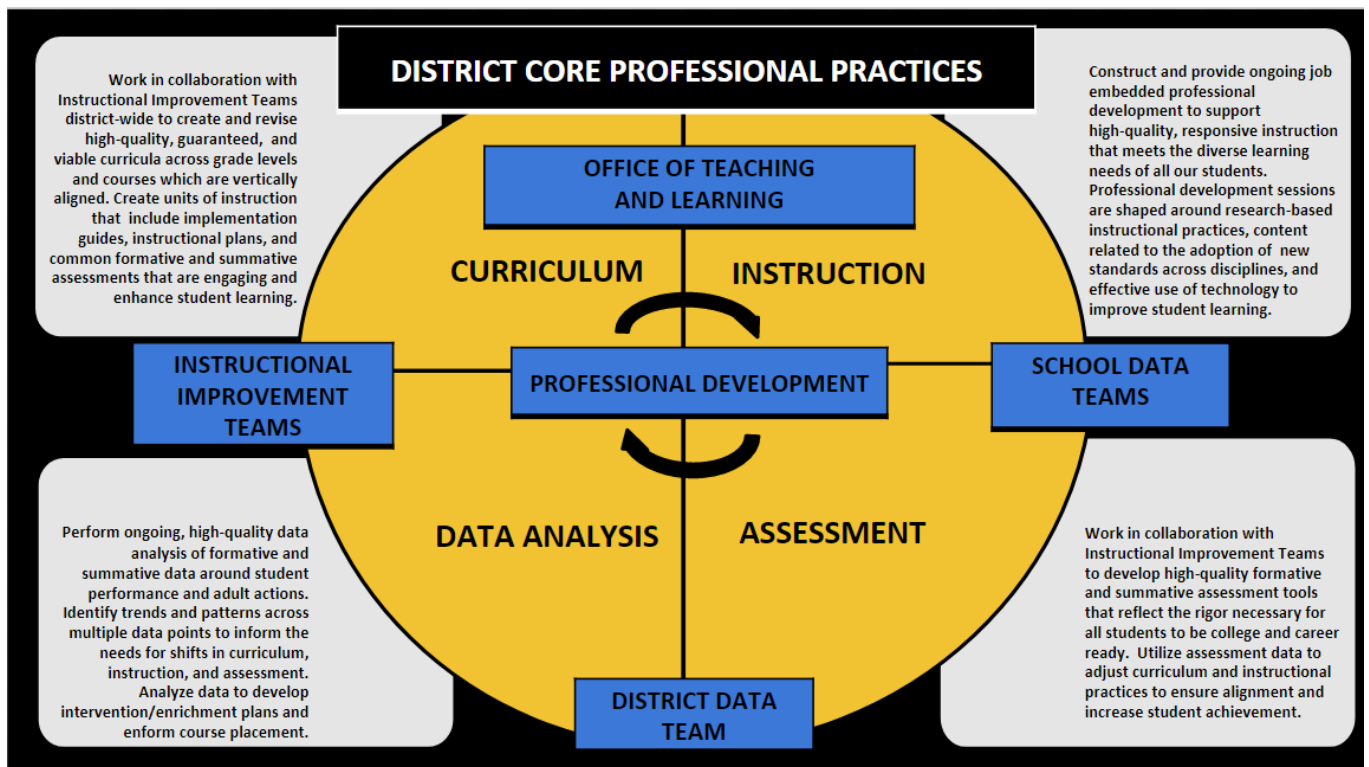 DISTRICT CORE PROFESSIONAL PRACTICES
Work in collaboration with
Instructional Improvement Teams
district-wide to create and revise
high-quality, guaranteed, and
viable curricula across grade levels
and courses which are vertically
aligned. Create units of instruction
that include implementation
guides, instructional plans, and
common formative and summative
assessments that are engaging and
enhance student learning.
Construct and provide ongoing job
embedded professional
development to support
high-quality, responsive instruction
that meets the diverse learning
needs of all our students.
Professional development sessions
are shaped around research-based
instructional practices, content
related to the adoption of new
standards across disciplines, and
effective use of technology to
improve student learning.
OFFICE OF TEACHING
AND LEARNING
CURRICULUM
INSTRUCTION
INSTRUCTIONAL
IMPROVEMENT
TEAMS
PROFESSIONAL DEVELOPMENT
SCHOOL DATA
TEAMS
DATA ANALYSIS
ASSESSMENT
Perform ongoing, high-quality data
analysis of formative and
summative data around student
performance and adult actions.
Identify trends and patterns across
multiple data points to inform the
needs for shifts in curriculum,
instruction, and assessment.
Analyze data to develop
intervention/enrichment plans and
enform course placement.
Work in collaboration with
Instructional Improvement Teams
to develop high-quality formative
and summative assessment tools
that reflect the rigor necessary for
all students to be college and career
ready. Utilize assessment data to
adjust curriculum and instructional
practices to ensure alignment and
increase student achievement.
DISTRICT DATA
TEAM